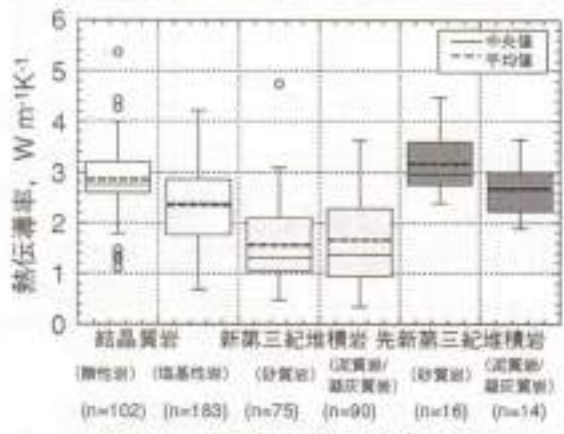 中央値
平均値
熱伝導率, W m-1K-1
6
5
4
3
2
1
0
結晶質岩 新第三紀堆積岩 先新第三紀堆積岩
(酸性岩) (塩基性岩) (砂質岩) (泥質岩/凝灰質岩) (砂質岩) (泥質岩/凝灰質岩)
(n=102) (n=183) (n=75) (n=90) (n=16) (n=14)